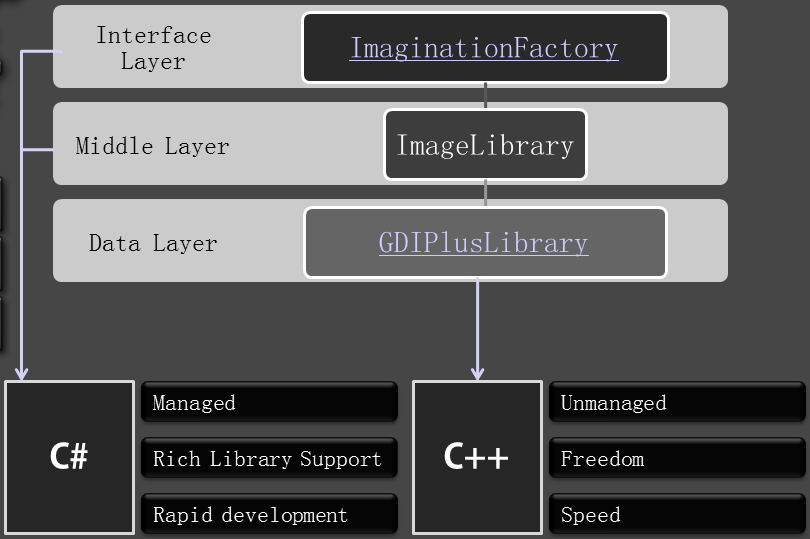 Interface
Layer
ImaginationFactory
Middle Layer
ImageLibrary
Data Layer
GDIPlusLibrary
C#
Managed
Rich Library Support
Rapid development
C++
Unmanaged
Freedom
Speed